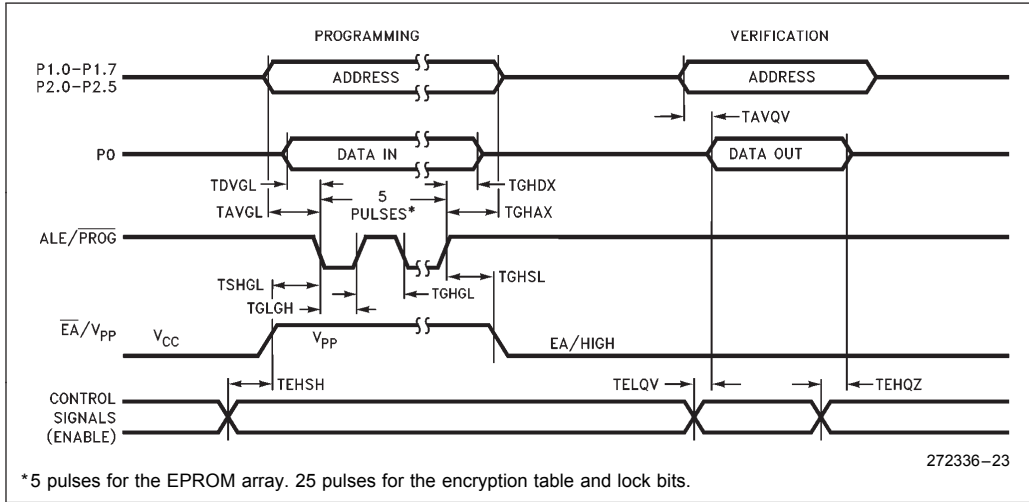 PROGRAMMING
VERIFICATION
P1.0–P1.7
P2.0–P2.5
ADDRESS
ADDRESS
TAVQV
P0
DATA IN
DATA OUT
TDVGL
TGHDX
TAVGL
5
PULSES*
TGHAX
ALE/PROG
TSHGL
TGHGL
TGHSL
TGLGH
EA/VPP
VCC
VPP
EA/HIGH
TEHSH
TELQV
TEHQZ
CONTROL
SIGNALS
(ENABLE)
272336–23
*5 pulses for the EPROM array. 25 pulses for the encryption table and lock bits.